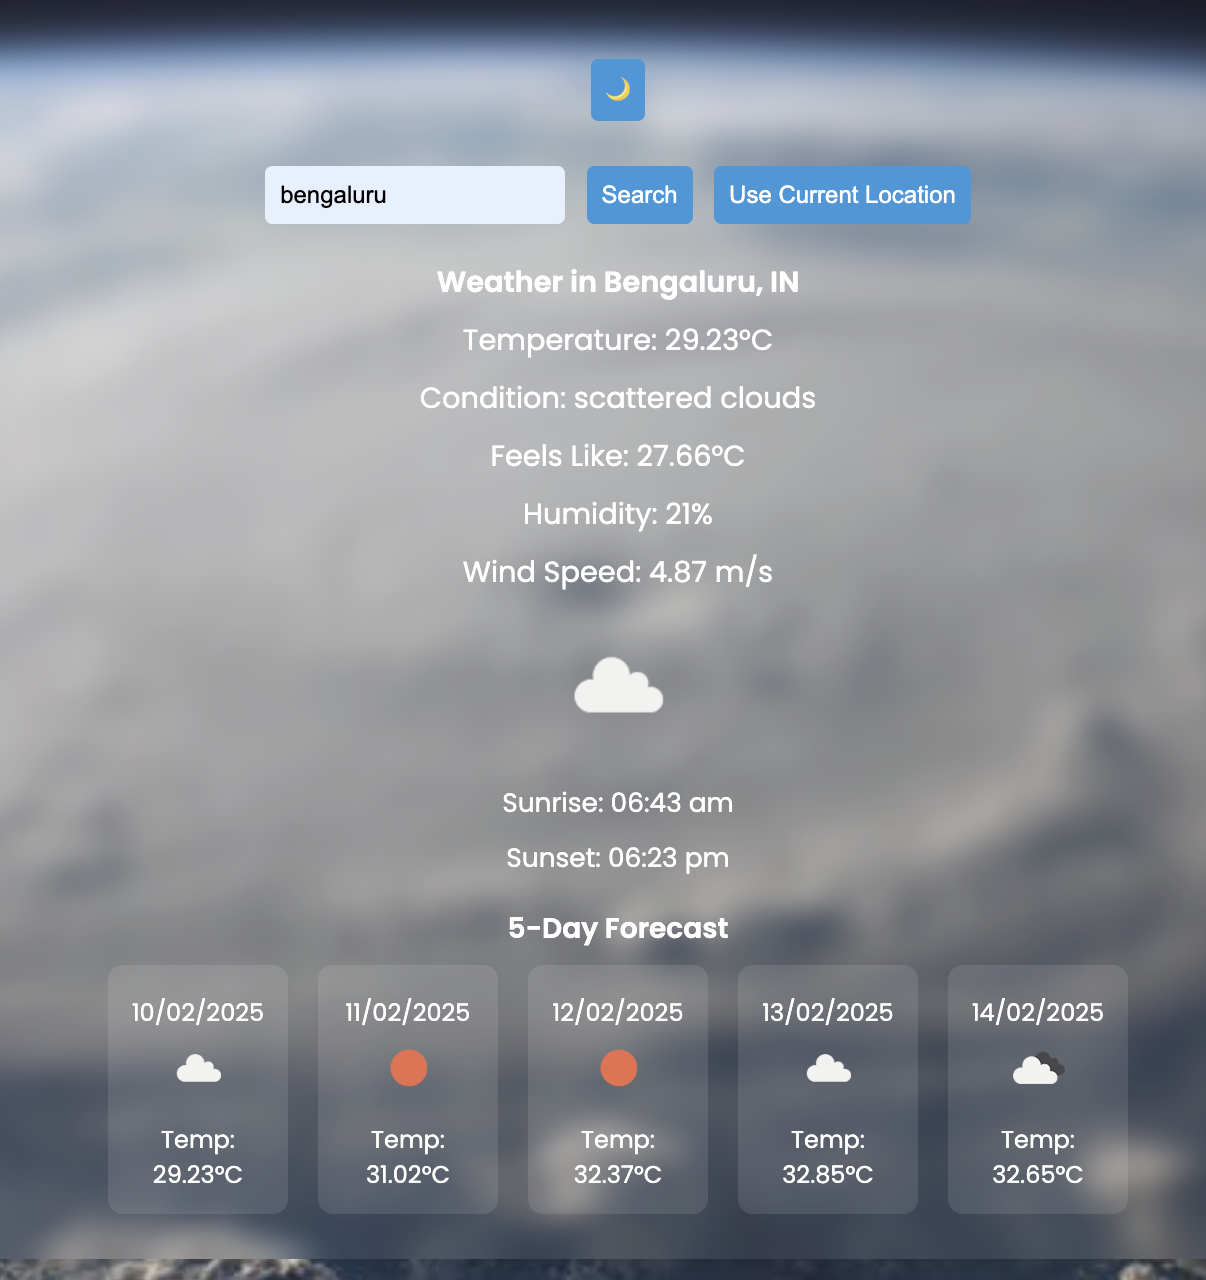 bengaluru
Search
Use Current Location
Weather in Bengaluru, IN
Temperature: 29.23°C
Condition: scattered clouds
Feels Like: 27.66°C
Humidity: 21%
Wind Speed: 4.87 m/s
Sunrise: 06:43 am
Sunset: 06:23 pm
5-Day Forecast
10/02/2025
Temp:
29.23°C
11/02/2025
Temp:
31.02°C
12/02/2025
Temp:
32.37°C
13/02/2025
Temp:
32.85°C
14/02/2025
Temp:
32.65°C